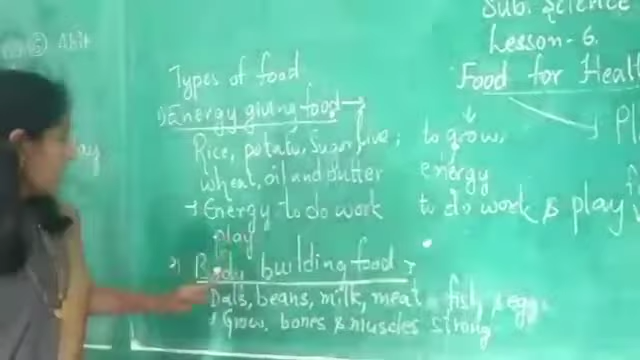 Sub. Science
Lesson-6.
Food for Heal
Types of food.
1) Energy giving food →
Rice, potato, Sugar
wheat, oil and butter
→ Energy to do work
play
live; to grow,
energy
to do work & play
2) Body building food →
Dals, beans, milk, meat, fish, egg
Grow, bones & muscles strong